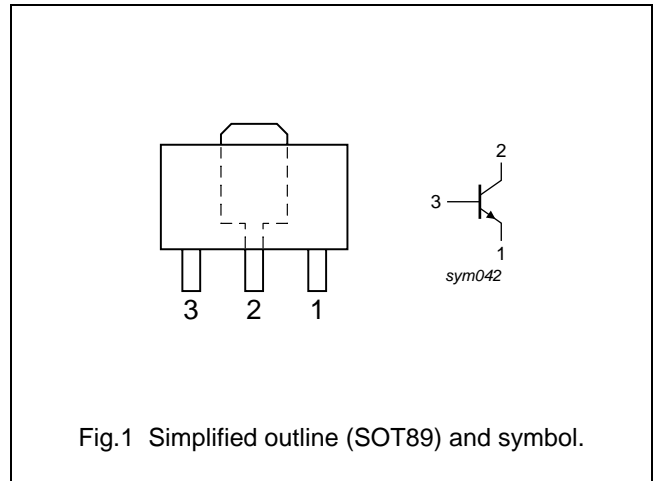 2
3
1
sym042
3 2 1
Fig.1 Simplified outline (SOT89) and symbol.